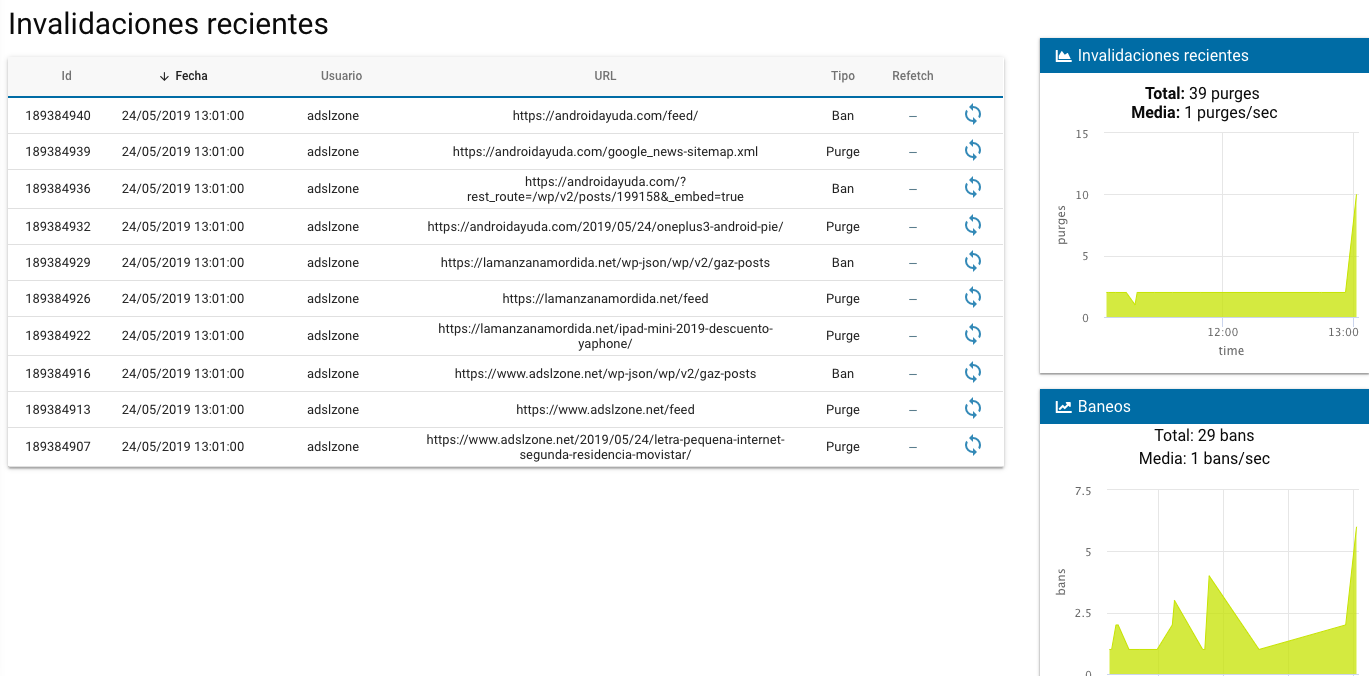 Invalidaciones recientes
Id Fecha Usuario URL Tipo Refetch
189384940 24/05/2019 13:01:00 adslzone https://androidayuda.com/feed/ Ban –
189384939 24/05/2019 13:01:00 adslzone https://androidayuda.com/google_news-sitemap.xml Purge –
189384936 24/05/2019 13:01:00 adslzone https://androidayuda.com/? Ban –
rest_route=/wp/v2/posts/199158&_embed=true
189384932 24/05/2019 13:01:00 adslzone https://androidayuda.com/2019/05/24/oneplus3-android-pie/ Purge –
189384929 24/05/2019 13:01:00 adslzone https://lamanzanamordida.net/wp-json/wp/v2/gaz-posts Ban –
189384926 24/05/2019 13:01:00 adslzone https://lamanzanamordida.net/feed Purge –
189384922 24/05/2019 13:01:00 adslzone https://lamanzanamordida.net/ipad-mini-2019-descuento- Purge –
yaphone/
189384916 24/05/2019 13:01:00 adslzone https://www.adslzone.net/wp-json/wp/v2/gaz-posts Ban –
189384913 24/05/2019 13:01:00 adslzone https://www.adslzone.net/feed Purge –
189384907 24/05/2019 13:01:00 adslzone https://www.adslzone.net/2019/05/24/letra-pequena-internet- Purge –
segunda-residencia-movistar/
Invalidaciones recientes
Total: 39 purges
Media: 1 purges/sec
15
10
5
0
purges
12:00 13:00
time
Baneos
Total: 29 bans
Media: 1 bans/sec
7.5
5
2.5
0
bans